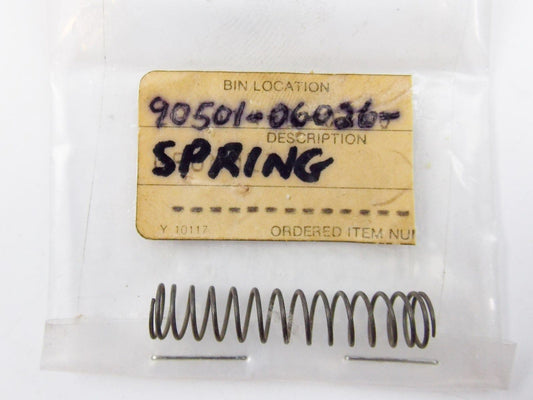 BIN LOCATION
90501-06026-
DESCRIPTION
SPRING
Y 10117 ORDERED ITEM NU